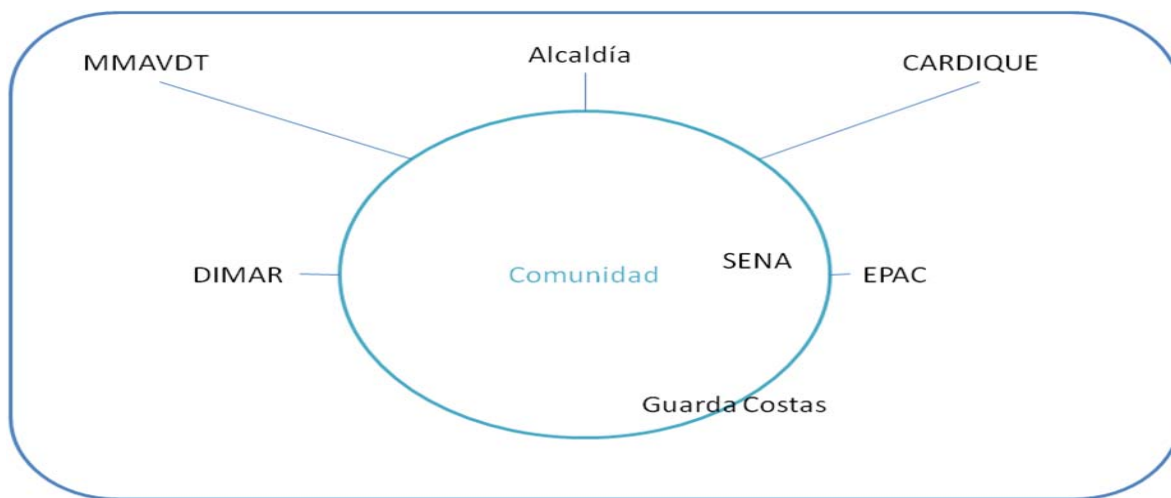 MMAVDT
Alcaldía
CARDIQUE
DIMAR
Comunidad
SENA
EPAC
Guarda Costas